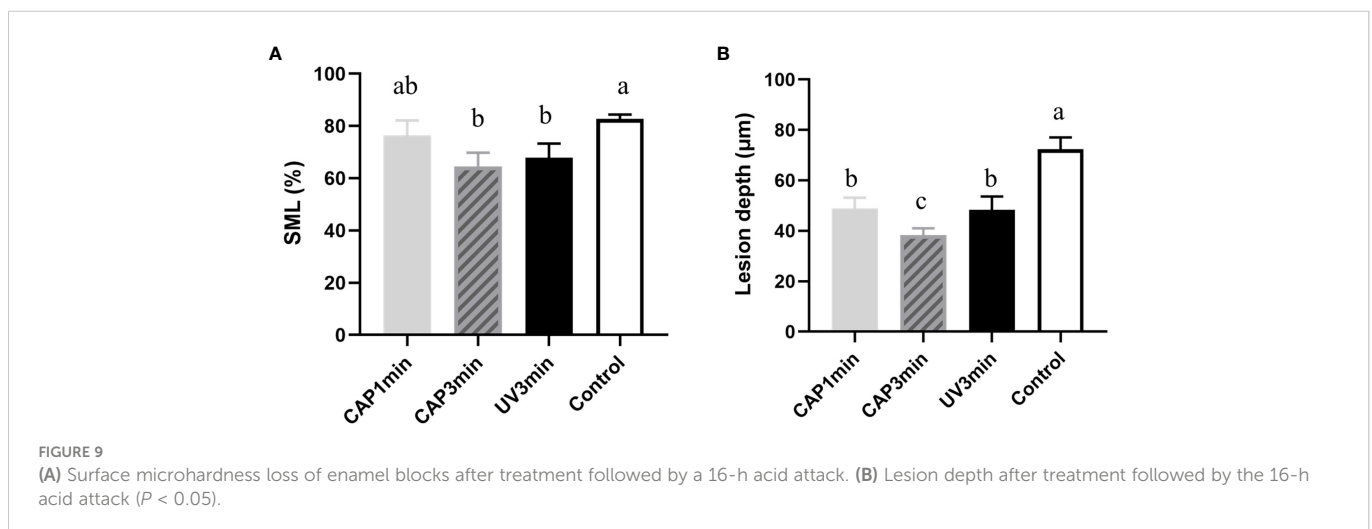 A
SML (%)
100
80
60
40
20
0
ab
b
b
a
CAP1min
CAP3min
UV3min
Control
B
Lesion depth (μm)
100
80
60
40
20
0
b
c
b
a
CAP1min
CAP3min
UV3min
Control
FIGURE 9
(A) Surface microhardness loss of enamel blocks after treatment followed by a 16-h acid attack. (B) Lesion depth after treatment followed by the 16-h
acid attack (P < 0.05).